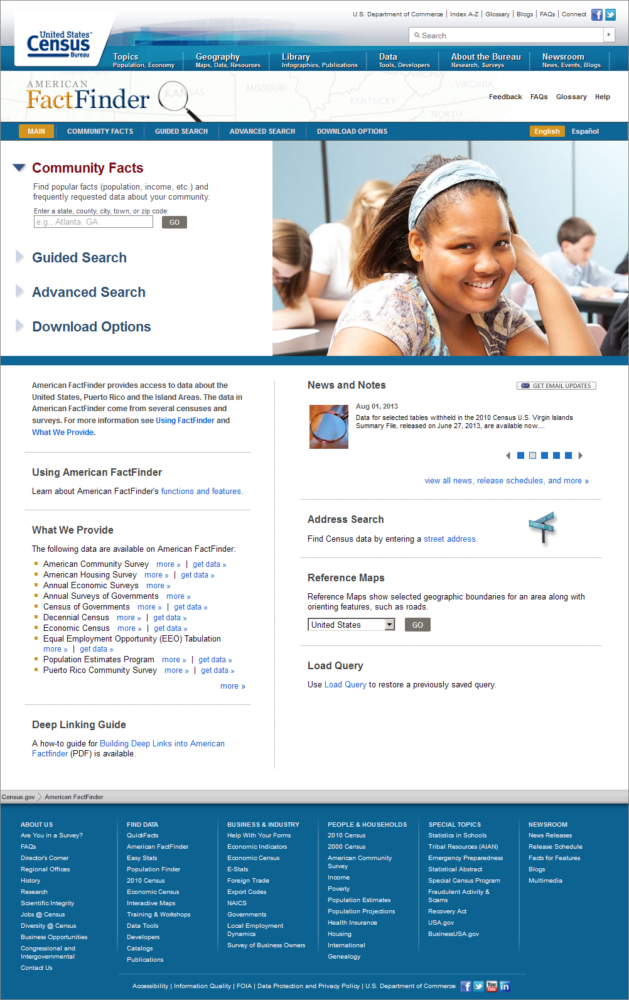 U.S. Department of Commerce | Index A-Z | Glossary | Blogs | FAQs | Connect
United States™
Census
Bureau
Search
Topics
Population, Economy
Geography
Maps, Data, Resources
Library
Infographics, Publications
Data
Tools, Developers
About the Bureau
Research, Surveys
Newsroom
News, Events, Blogs
AMERICAN
FactFinder
KANSAS
MISSOURI
KENTUCKY
VIRGINIA
NORTH
CAROLINA
Feedback FAQs Glossary Help
MAIN COMMUNITY FACTS GUIDED SEARCH ADVANCED SEARCH DOWNLOAD OPTIONS English Español
Community Facts
Find popular facts (population, income, etc.) and
frequently requested data about your community.
Enter a state, county, city, town, or zip code:
e.g., Atlanta, GA GO
Guided Search
Advanced Search
Download Options
American FactFinder provides access to data about the
United States, Puerto Rico and the Island Areas. The data in
American FactFinder come from several censuses and
surveys. For more information see Using FactFinder and
What We Provide.
Using American FactFinder
Learn about American FactFinder's functions and features.
What We Provide
The following data are available on American FactFinder:
American Community Survey more » | get data »
American Housing Survey more » | get data »
Annual Economic Surveys more »
Annual Surveys of Governments more »
Census of Governments more » | get data »
Decennial Census more » | get data »
Economic Census more » | get data »
Equal Employment Opportunity (EEO) Tabulation
more » | get data »
Population Estimates Program more » | get data »
Puerto Rico Community Survey more » | get data »
more »
Deep Linking Guide
A how-to guide for Building Deep Links into American
Factfinder (PDF) is available.
News and Notes
GET EMAIL UPDATES
Aug 01, 2013
Data for selected tables withheld in the 2010 Census U.S. Virgin Islands
Summary File, released on June 27, 2013, are available now....
view all news, release schedules, and more »
Address Search
Find Census data by entering a street address.
Reference Maps
Reference Maps show selected geographic boundaries for an area along with
orienting features, such as roads.
United States GO
Load Query
Use Load Query to restore a previously saved query.
Census.gov American FactFinder
ABOUT US
Are You in a Survey?
FAQs
Director's Corner
Regional Offices
History
Research
Scientific Integrity
Jobs @ Census
Diversity @ Census
Business Opportunities
Congressional and
Intergovernmental
Contact Us
FIND DATA
QuickFacts
American FactFinder
Easy Stats
Population Finder
2010 Census
Economic Census
Interactive Maps
Training & Workshops
Data Tools
Developers
Catalogs
Publications
BUSINESS & INDUSTRY
Help With Your Forms
Economic Indicators
Economic Census
E-Stats
Foreign Trade
Export Codes
NAICS
Governments
Local Employment
Dynamics
Survey of Business Owners
PEOPLE & HOUSEHOLDS
2010 Census
2000 Census
American Community
Survey
Income
Poverty
Population Estimates
Population Projections
Health Insurance
Housing
International
Genealogy
SPECIAL TOPICS
Statistics in Schools
Tribal Resources (AIAN)
Emergency Preparedness
Statistical Abstract
Special Census Program
Fraudulent Activity &
Scams
Recovery Act
USA.gov
BusinessUSA.gov
NEWSROOM
News Releases
Release Schedule
Facts for Features
Blogs
Multimedia
Accessibility | Information Quality | FOIA | Data Protection and Privacy Policy | U.S. Department of Commerce